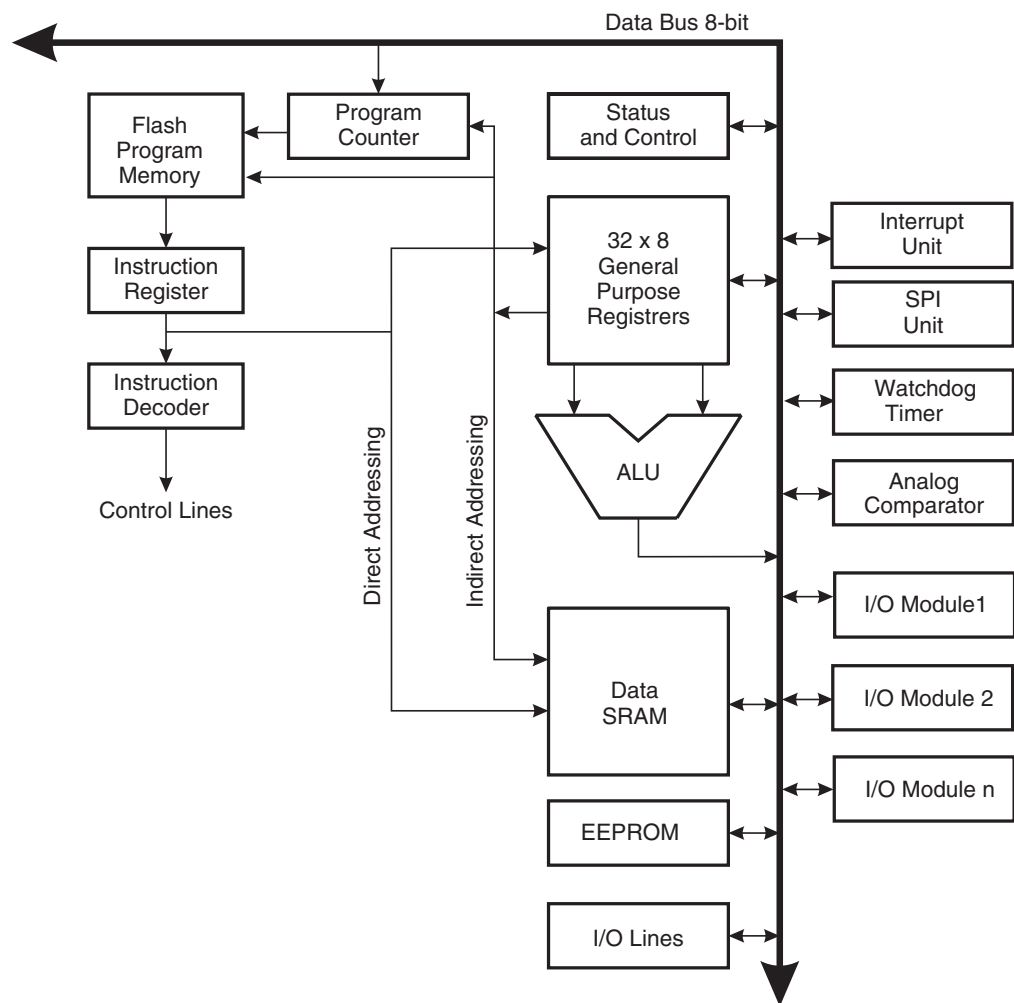 Data Bus 8-bit
Flash
Program
Memory
Program
Counter
Status
and Control
32 x 8
General
Purpose
Registrers
Interrupt
Unit
Instruction
Register
SPI
Unit
Instruction
Decoder
Watchdog
Timer
Control Lines
Direct Addressing
Indirect Addressing
ALU
Analog
Comparator
I/O Module1
Data
SRAM
I/O Module 2
I/O Module n
EEPROM
I/O Lines